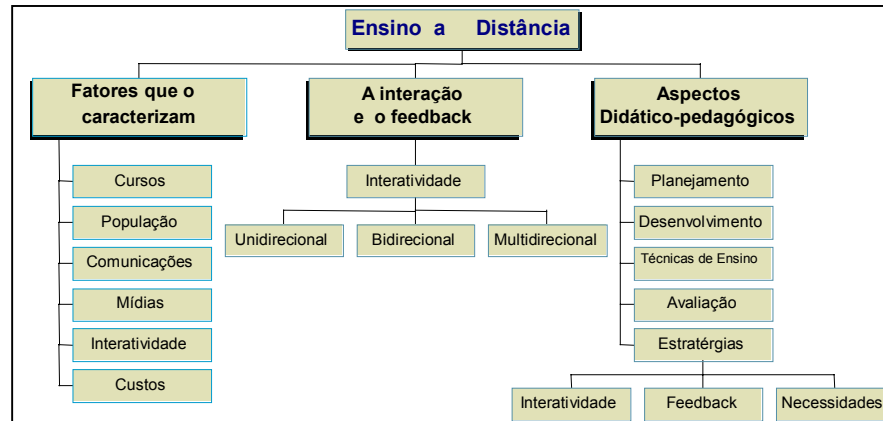 Ensino a Distância
Fatores que o
caracterizam
A interação
e o feedback
Aspectos
Didático-pedagógicos
Cursos
População
Comunicações
Mídias
Interatividade
Custos
Interatividade
Unidirecional
Bidirecional
Multidirecional
Planejamento
Desenvolvimento
Técnicas de Ensino
Avaliação
Estratérgias
Interatividade
Feedback
Necessidades